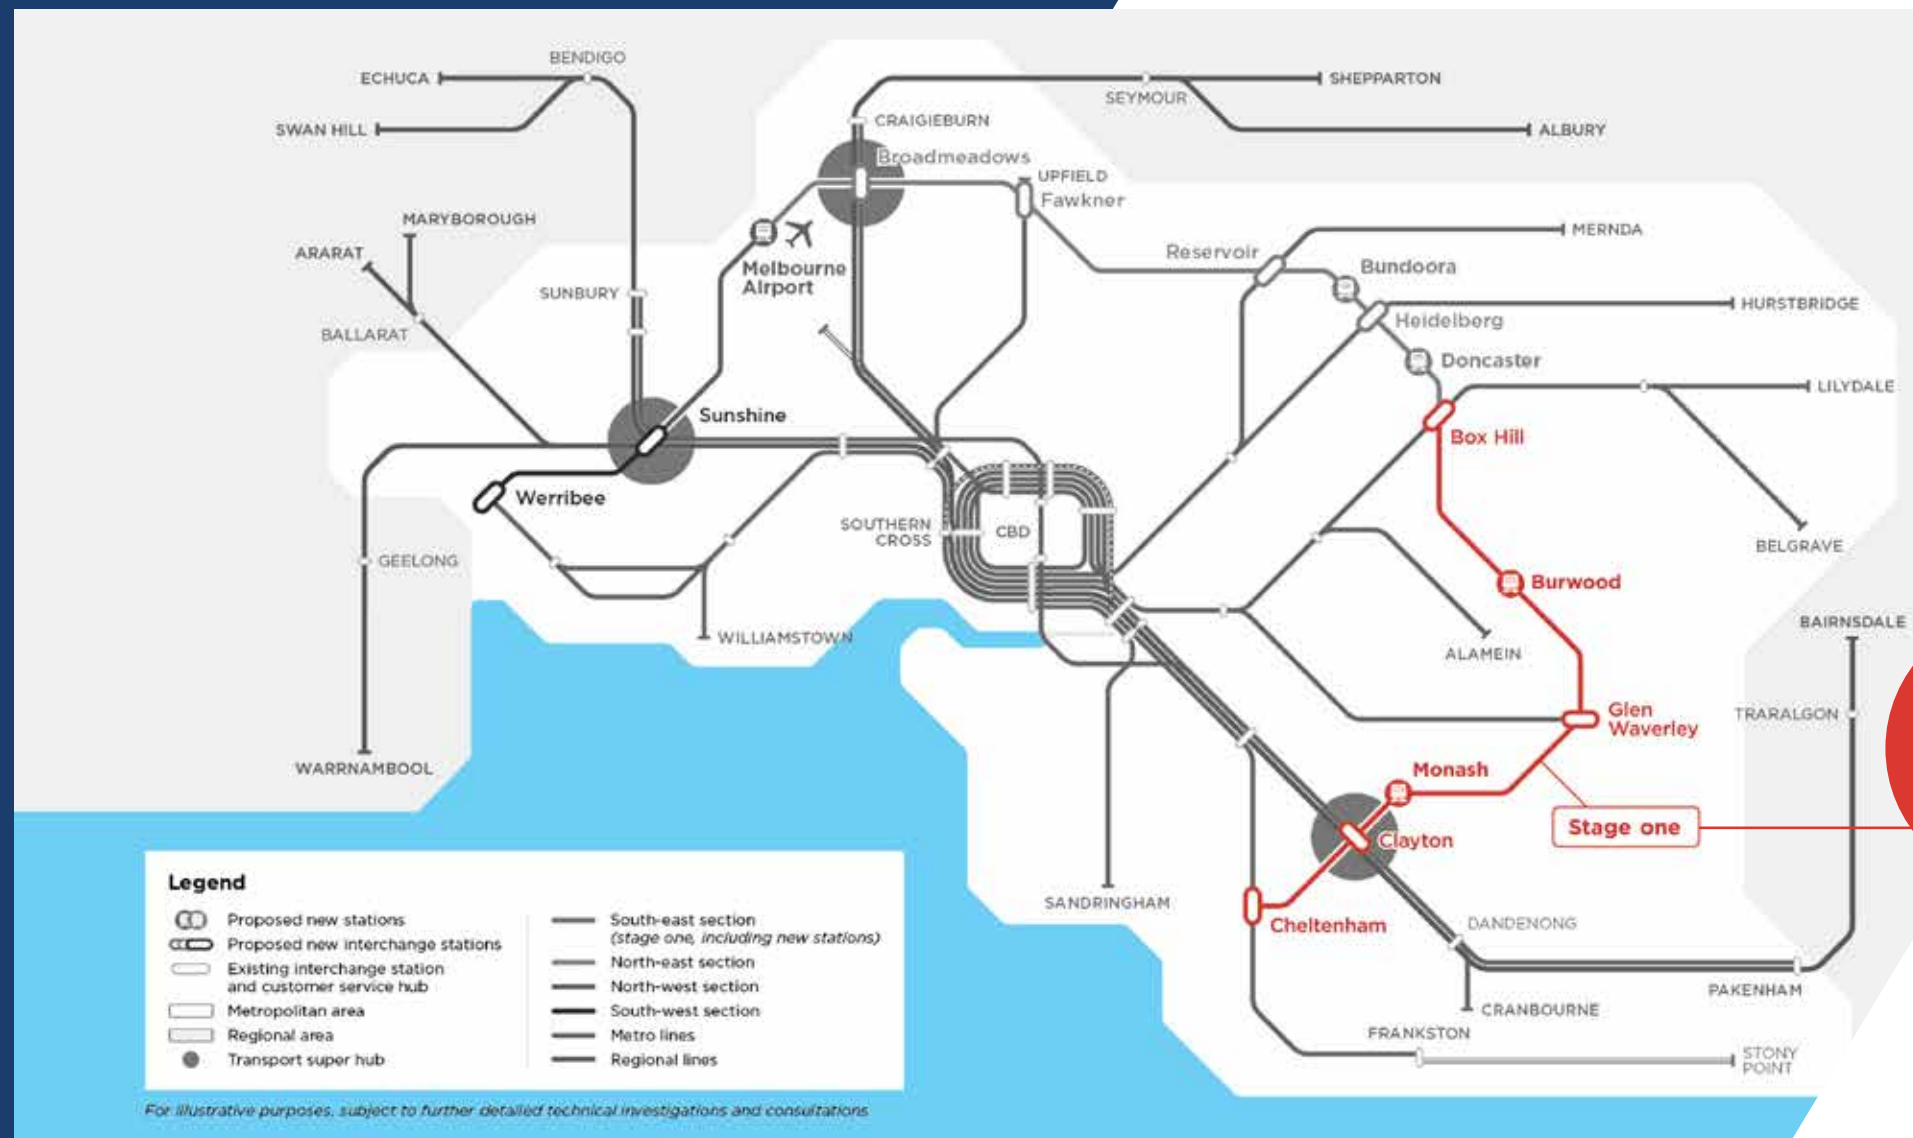 BENDIGO
ECHUCA
SHEPPARTON
SEYMOUR
SWAN HILL
CRAIGIEBURN
ALBURY
Broadmeadows
UPFIELD
Fawkner
MARYBOROUGH
MERNDA
ARARAT
Reservoir
Melbourne
Airport
Bundoora
SUNBURY
HURSTBRIDGE
Heidelberg
BALLARAT
Doncaster
LILYDALE
Sunshine
Box Hill
Werribee
SOUTHERN
CROSS
CBD
BELGRAVE
GEELONG
Burwood
BAIRNSDALE
WILLIAMSTOWN
ALAMEIN
Glen
Waverley
TRARALGON
WARRNAMBOOL
Monash
Stage one
Clayton
SANDRINGHAM
Cheltenham
DANDENONG
PAKENHAM
CRANBOURNE
FRANKSTON
STONY
POINT
Legend
Proposed new stations
Proposed new interchange stations
Existing interchange station
and customer service hub
Metropolitan area
Regional area
Transport super hub
South-east section
(stage one, including new stations)
North-east section
North-west section
South-west section
Metro lines
Regional lines
For illustrative purposes, subject to further detailed technical investigations and consultations